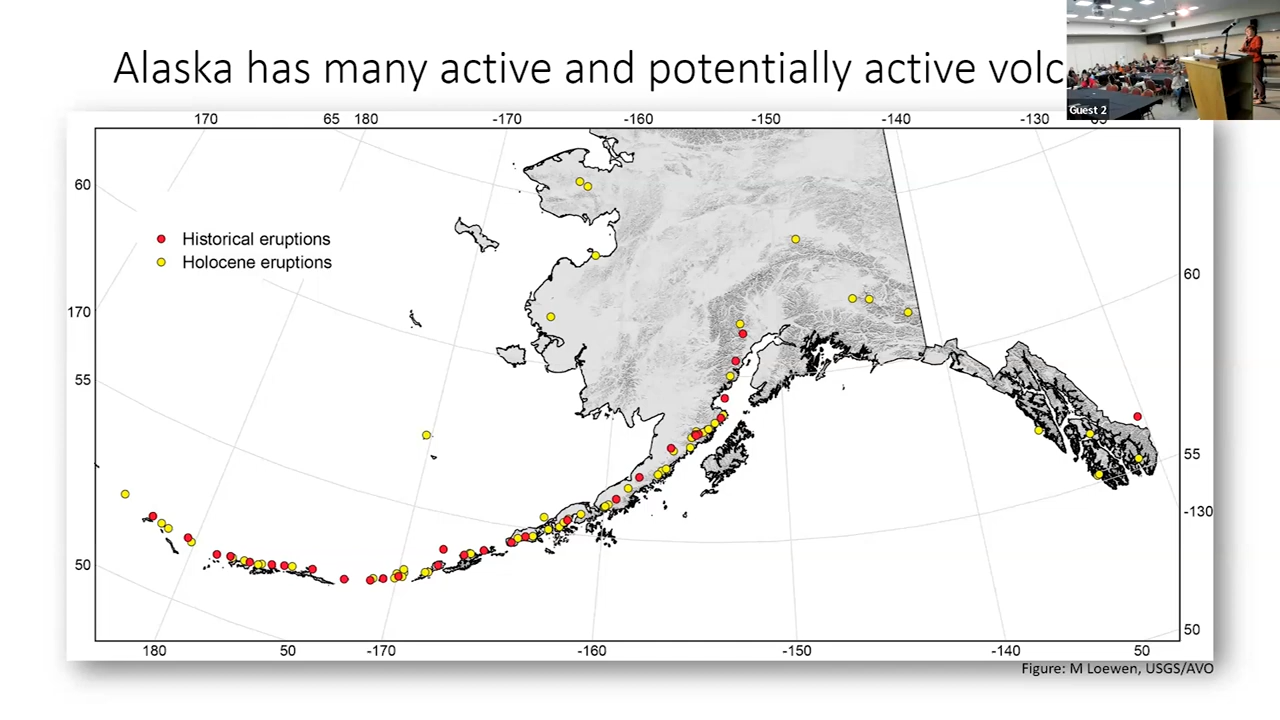 Alaska has many active and potentially active volc
Guest 2
170 65 180 -170 -160 -150 -140 -130
60
Historical eruptions
Holocene eruptions
60
170
55
55
-130
50
50
180 50 -170 -160 -150 -140 50
Figure: M Loewen, USGS/AVO